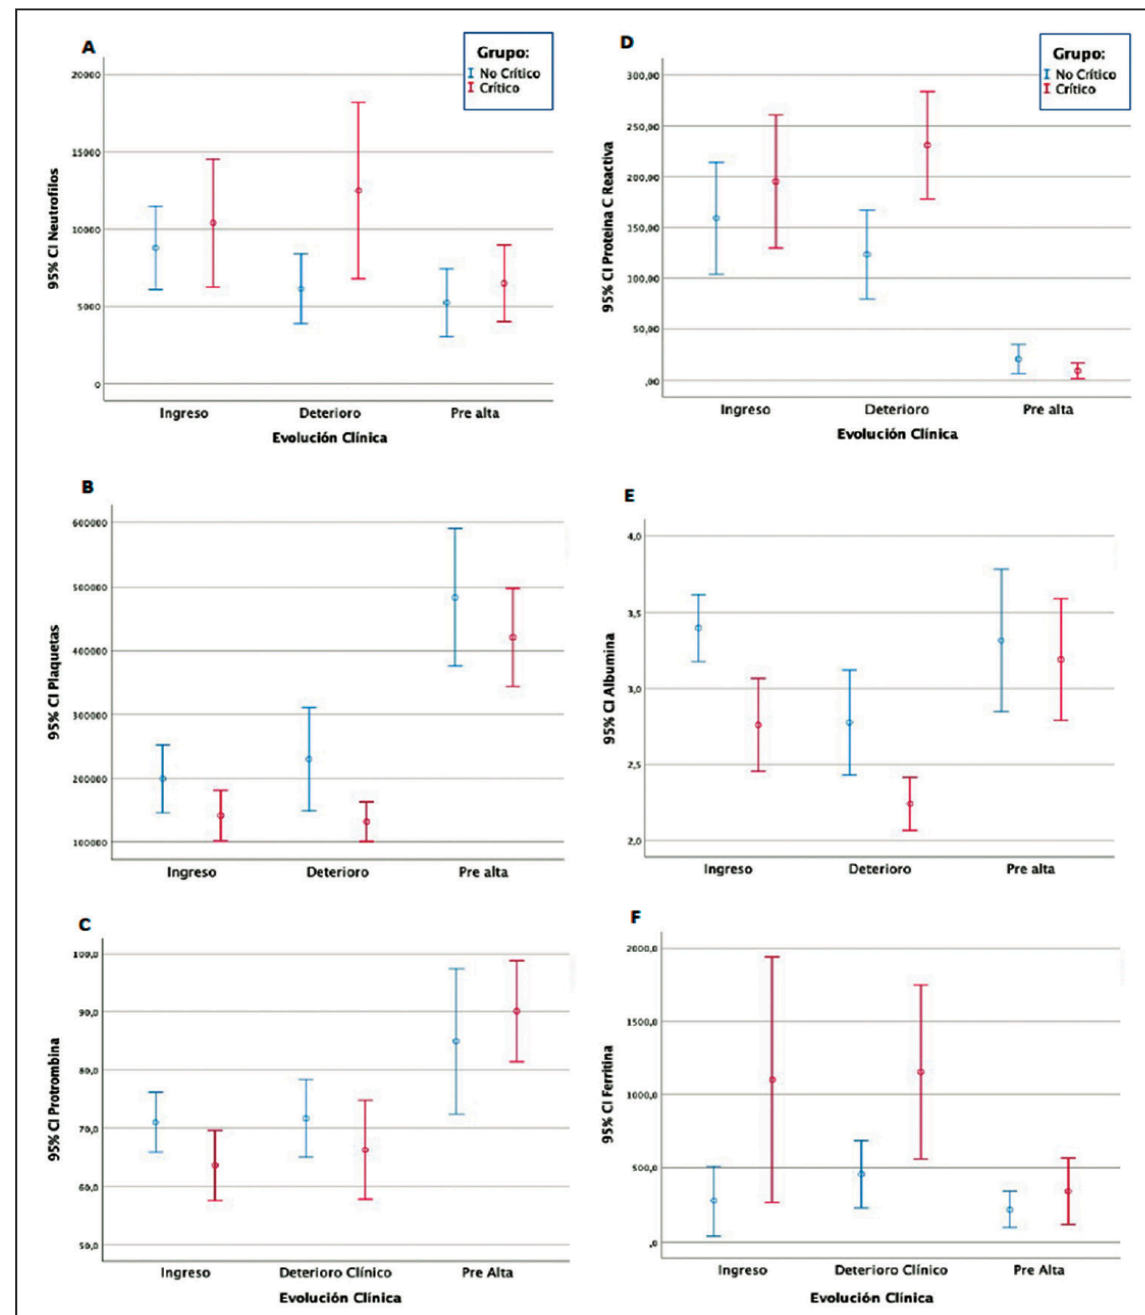 A
Grupo:
No Crítico
Crítico
95% CI Neutrofilos
20000
15000
10000
5000
0
Ingreso
Deterioro
Pre alta
Evolución Clínica
D
Grupo:
No Crítico
Crítico
95% CI Proteina C Reactiva
300,00
250,00
200,00
150,00
100,00
50,00
,00
Ingreso
Deterioro
Pre alta
Evolución Clínica
B
95% CI Plaquetas
600000
500000
400000
300000
200000
100000
Ingreso
Deterioro
Pre alta
E
95% CI Albumina
4,0
3,5
3,0
2,5
2,0
Ingreso
Deterioro
Pre alta
C
95% CI Protrombina
100,0
90,0
80,0
70,0
60,0
50,0
Ingreso
Deterioro Clínico
Pre Alta
Evolución Clínica
F
95% CI Ferritina
2000,0
1500,0
1000,0
500,0
,0
Ingreso
Deterioro Clínico
Pre Alta
Evolución Clínica